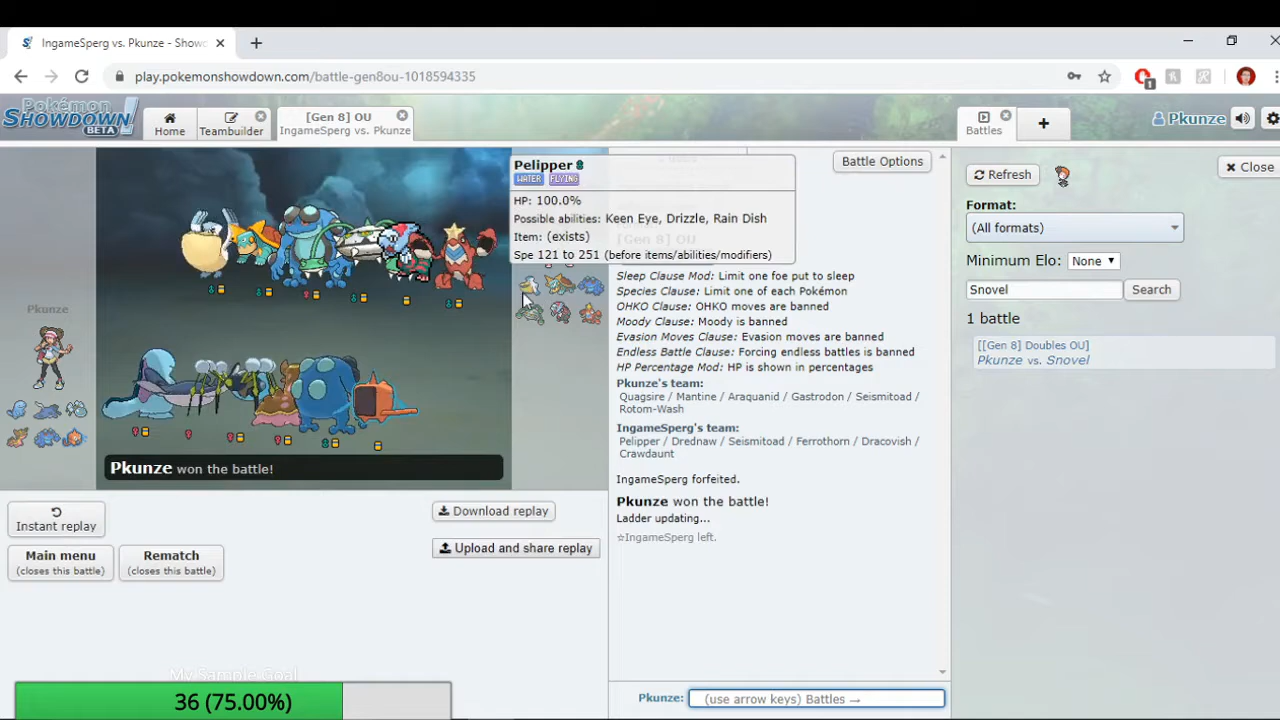 IngameSperg vs. Pkunze - Showd
play.pokemonshowdown.com/battle-gen8ou-1018594335
1
Pokémon
SHOWDOWN!
BETA
Home
Teambuilder
[Gen 8] OU
IngameSperg vs. Pkunze
Battles
Pkunze
Pelipper
WATER FLYING
HP: 100.0%
Possible abilities: Keen Eye, Drizzle, Rain Dish
Item: (exists)
Spe 121 to 251 (before items/abilities/modifiers)
Battle Options
[Gen 8] OU
Sleep Clause Mod: Limit one foe put to sleep
Species Clause: Limit one of each Pokémon
OHKO Clause: OHKO moves are banned
Moody Clause: Moody is banned
Evasion Moves Clause: Evasion moves are banned
Endless Battle Clause: Forcing endless battles is banned
HP Percentage Mod: HP is shown in percentages
Pkunze's team:
Quagsire / Mantine / Araquanid / Gastrodon / Seismitoad /
Rotom-Wash
IngameSperg's team:
Pelipper / Drednaw / Seismitoad / Ferrothorn / Dracovish /
Crawdaunt
IngameSperg forfeited.
Pkunze won the battle!
Ladder updating...
☆IngameSperg left.
Pkunze: (use arrow keys) Battles →
Refresh
Close
Format:
(All formats)
Minimum Elo: None
Snovel
Search
1 battle
[[Gen 8] Doubles OU]
Pkunze vs. Snovel
Pkunze
Pkunze won the battle!
Instant replay
Download replay
Upload and share replay
Main menu
(closes this battle)
Rematch
(closes this battle)
My Sample Goal
36 (75.00%)